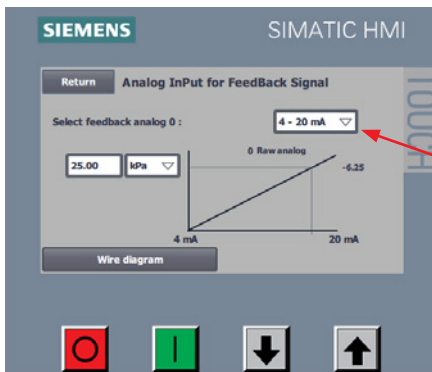 SIEMENS
SIMATIC HMI
TOUCH
Return
Analog InPut for FeedBack Signal
Select feedback analog 0 :
4 - 20 mA
25.00
kPa
0 Raw analog
-6.25
4 mA
20 mA
Wire diagram